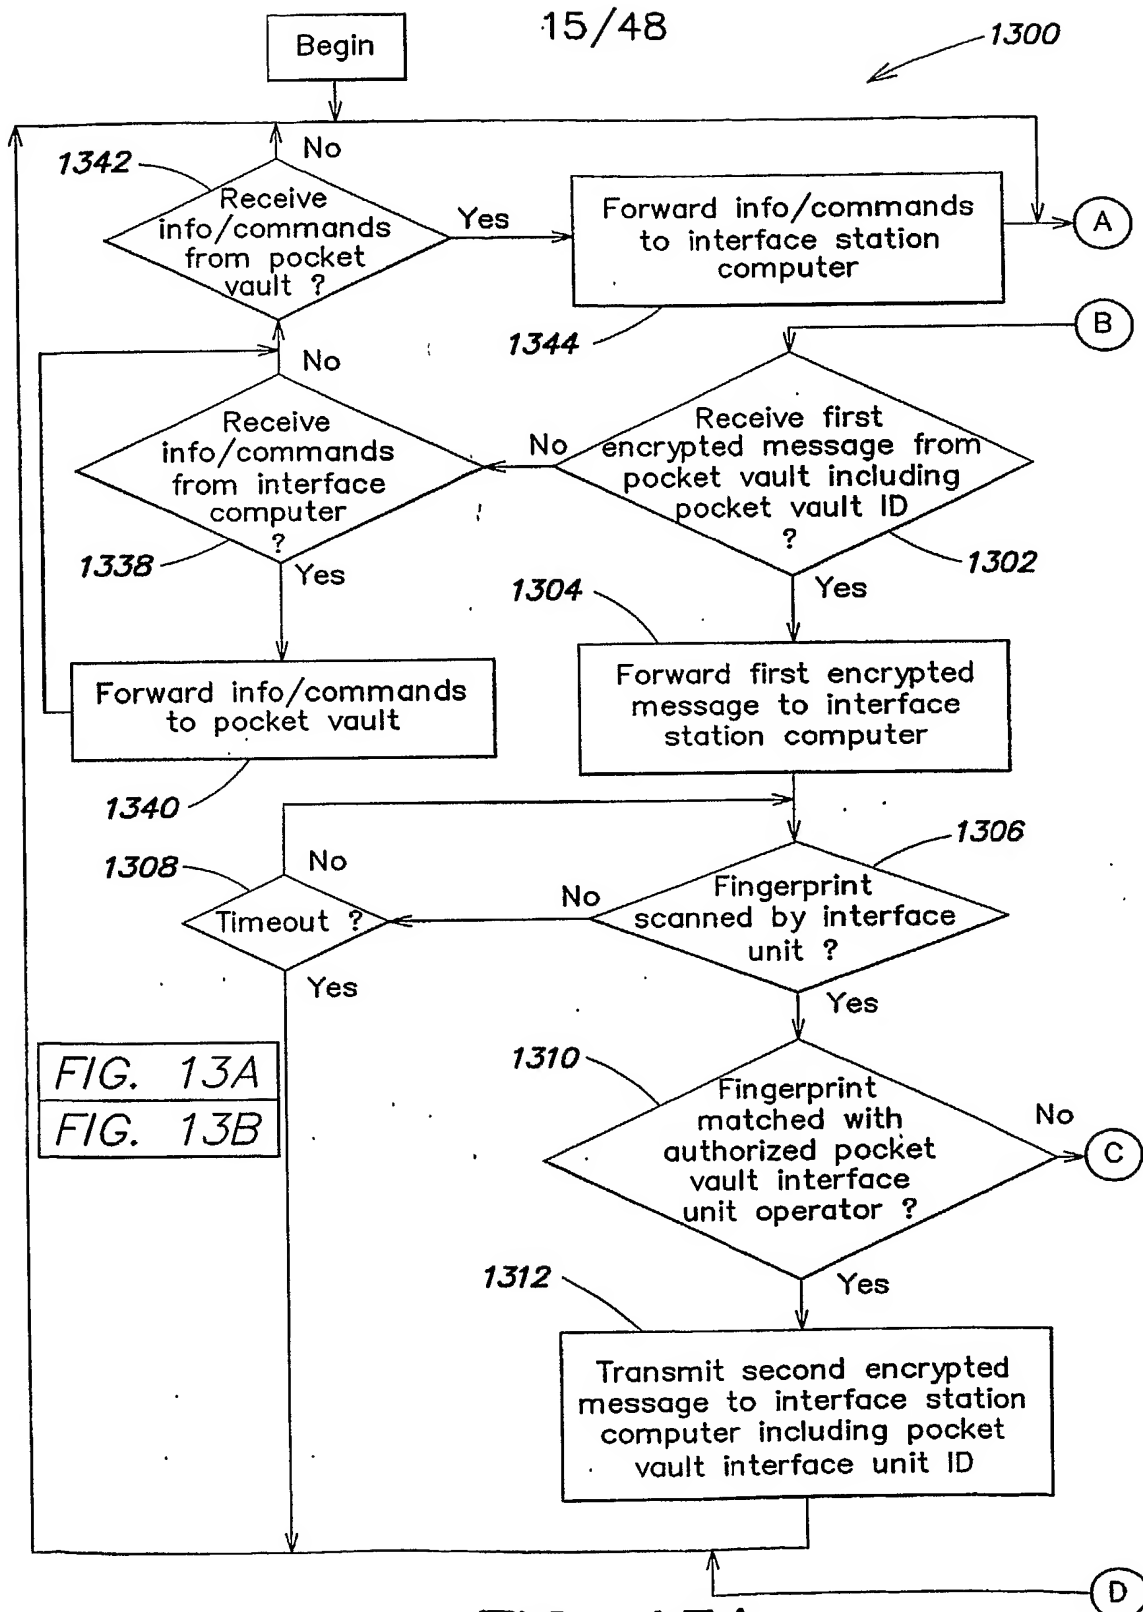 15/48
Begin
1300
No
1342
Receive
info/commands
from pocket
vault ?
Yes
Forward info/commands
to interface station
computer
A
1344
B
No
Receive
info/commands
from interface
computer
?
No
Receive first
encrypted message from
pocket vault including
pocket vault ID
?
1338
Yes
1302
1304
Yes
Forward info/commands
to pocket vault
Forward first encrypted
message to interface
station computer
1340
1306
1308
No
Timeout ?
No
Fingerprint
scanned by interface
unit ?
Yes
Yes
FIG. 13A
FIG. 13B
1310
Fingerprint
matched with
authorized pocket
vault interface
unit operator ?
No
C
1312
Yes
Transmit second encrypted
message to interface station
computer including pocket
vault interface unit ID
D